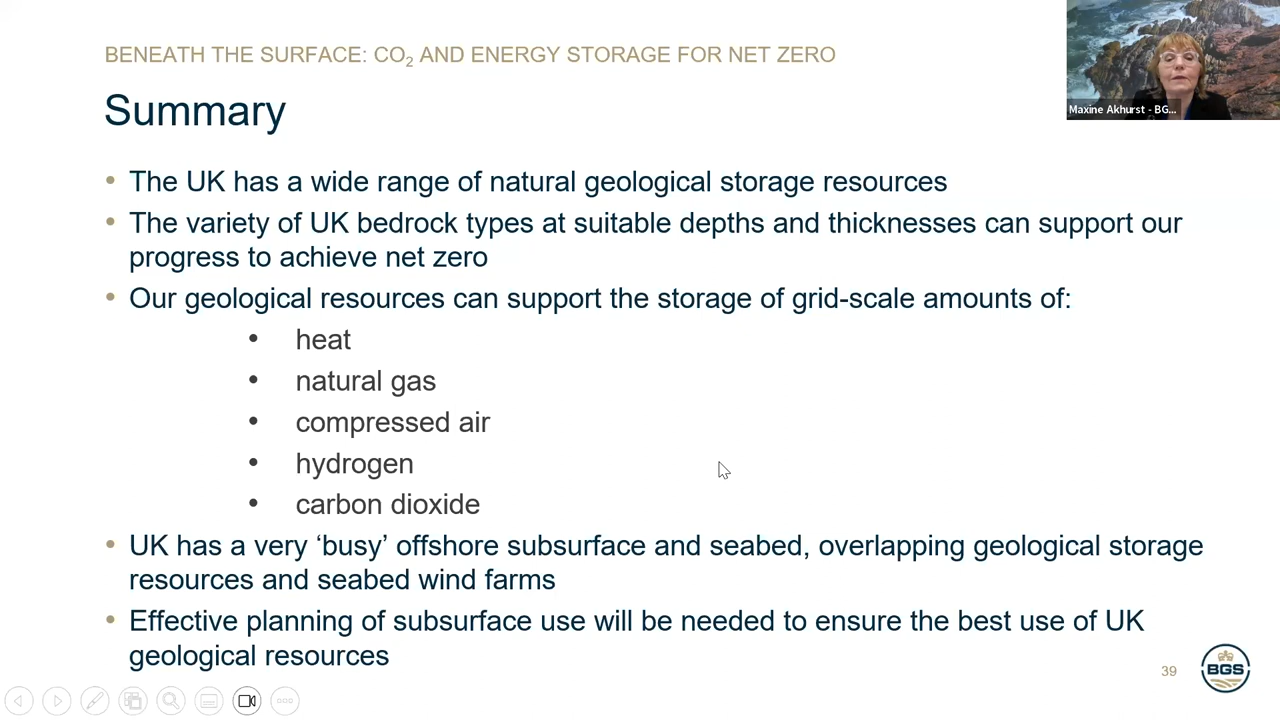 BENEATH THE SURFACE: CO₂ AND ENERGY STORAGE FOR NET ZERO
Maxine Akhurst - BG...
Summary
• The UK has a wide range of natural geological storage resources
• The variety of UK bedrock types at suitable depths and thicknesses can support our
progress to achieve net zero
• Our geological resources can support the storage of grid-scale amounts of:
• heat
• natural gas
• compressed air
• hydrogen
• carbon dioxide
• UK has a very ‘busy’ offshore subsurface and seabed, overlapping geological storage
resources and seabed wind farms
• Effective planning of subsurface use will be needed to ensure the best use of UK
geological resources
39
BGS